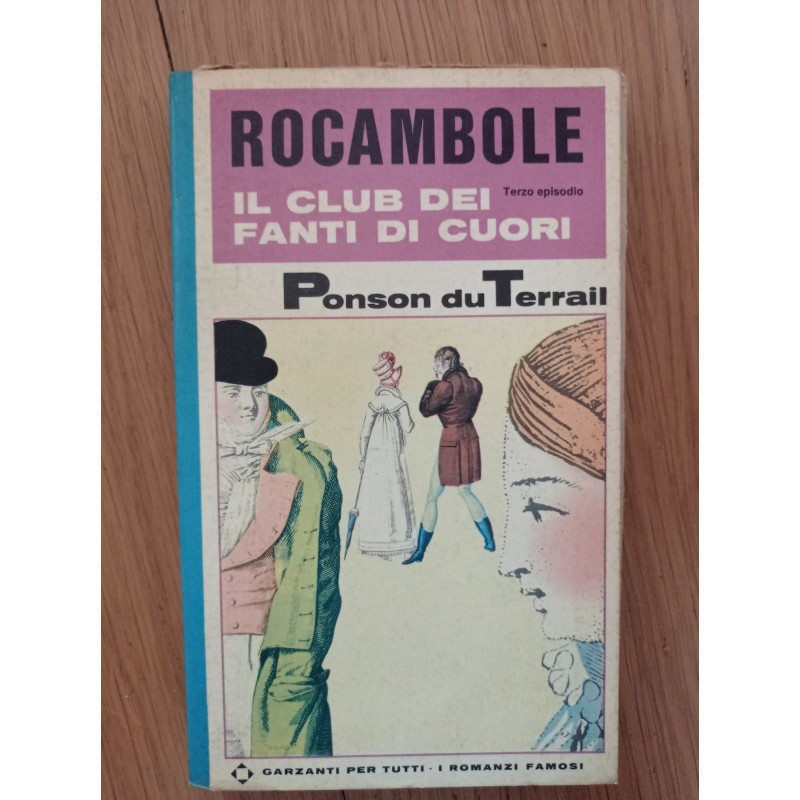 ROCAMBOLE
Terzo episodio
IL CLUB DEI
FANTI DI CUORI
Ponson du Terrail
GARZANTI PER TUTTI · I ROMANZI FAMOSI